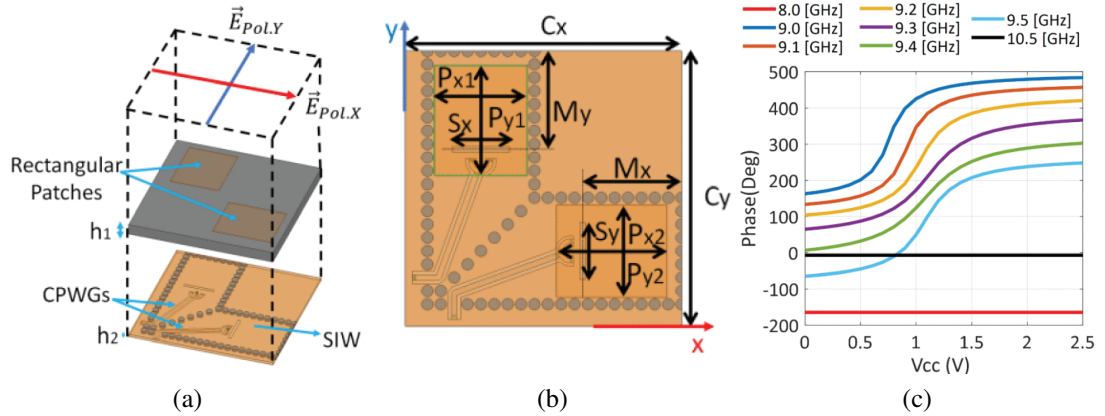 E⃗Pol.Y
E⃗Pol.X
Rectangular
Patches
h1
CPWGs
h2
SIW
(a)
y
Cx
Px1
Sx
Py1
My
Mx
Cy
Sy
Px2
Py2
x
(b)
(c)
8.0 [GHz]
9.0 [GHz]
9.1 [GHz]
9.2 [GHz]
9.3 [GHz]
9.4 [GHz]
9.5 [GHz]
10.5 [GHz]
Phase(Deg)
500
400
300
200
100
0
-100
-200
0
0.5
1
1.5
2
2.5
Vcc (V)